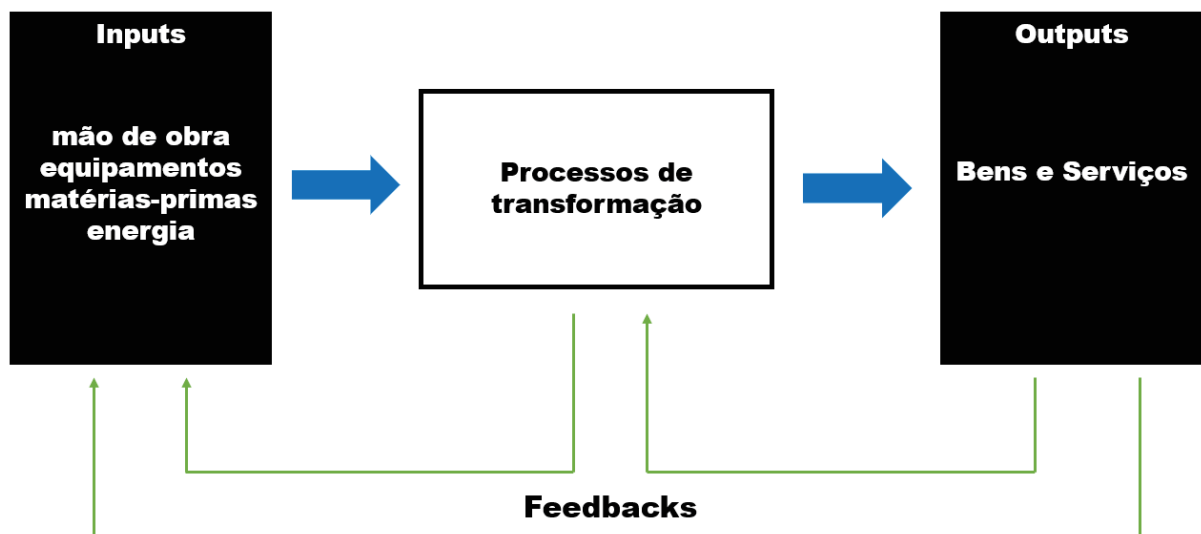 Inputs
mão de obra
equipamentos
matérias-primas
energia
Processos de
transformação
Outputs
Bens e Serviços
Feedbacks